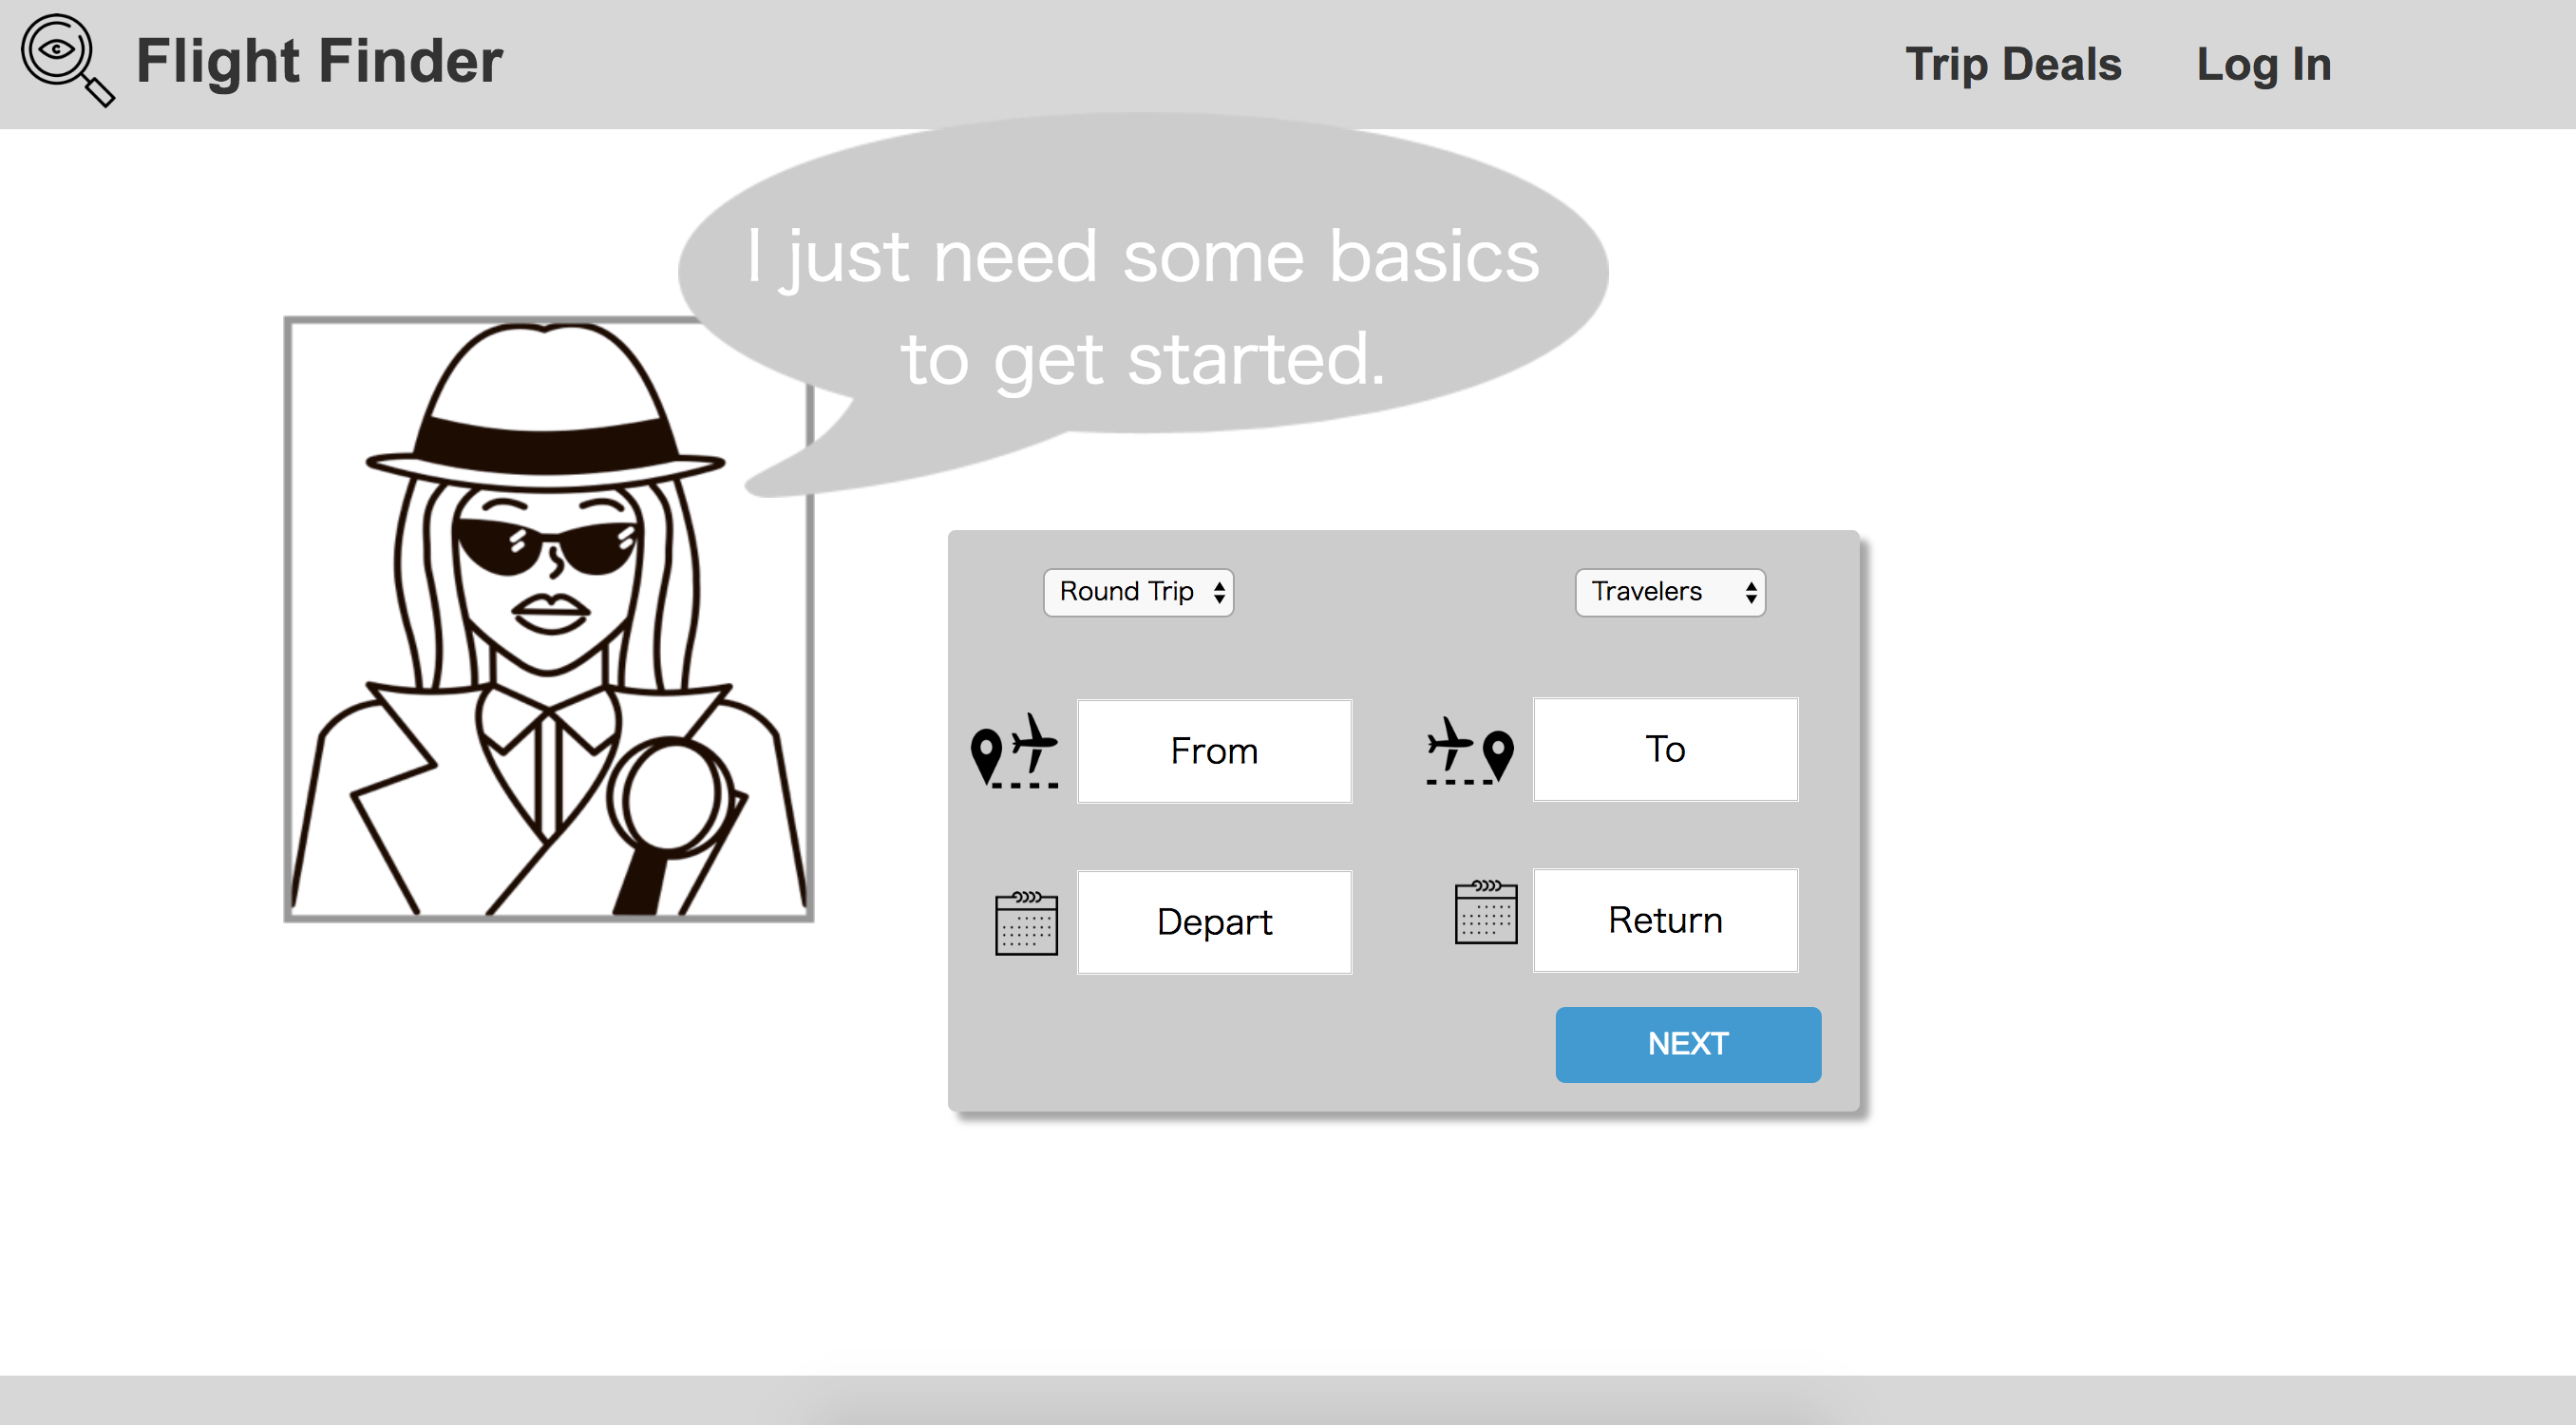 Flight Finder
Trip Deals
Log In
I just need some basics
to get started.
Round Trip
Travelers
From
To
Depart
Return
NEXT